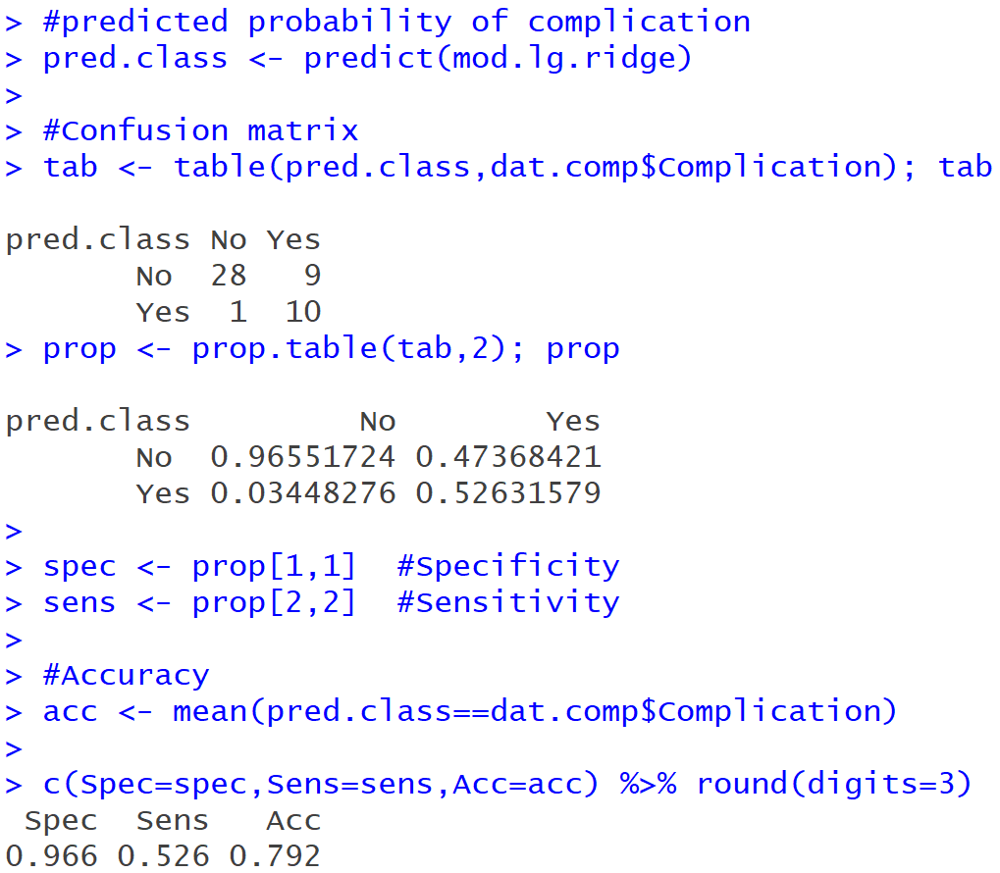 > #predicted probability of complication
> pred.class <- predict(mod.lg.ridge)
>
> #Confusion matrix
> tab <- table(pred.class,dat.comp$Complication); tab
pred.class No Yes
No 28 9
Yes 1 10
> prop <- prop.table(tab,2); prop
pred.class No Yes
No 0.96551724 0.47368421
Yes 0.03448276 0.52631579
>
> spec <- prop[1,1] #Specificity
> sens <- prop[2,2] #Sensitivity
>
> #Accuracy
> acc <- mean(pred.class==dat.comp$Complication)
>
> c(Spec=spec,Sens=sens,Acc=acc) %>% round(digits=3)
Spec Sens Acc
0.966 0.526 0.792